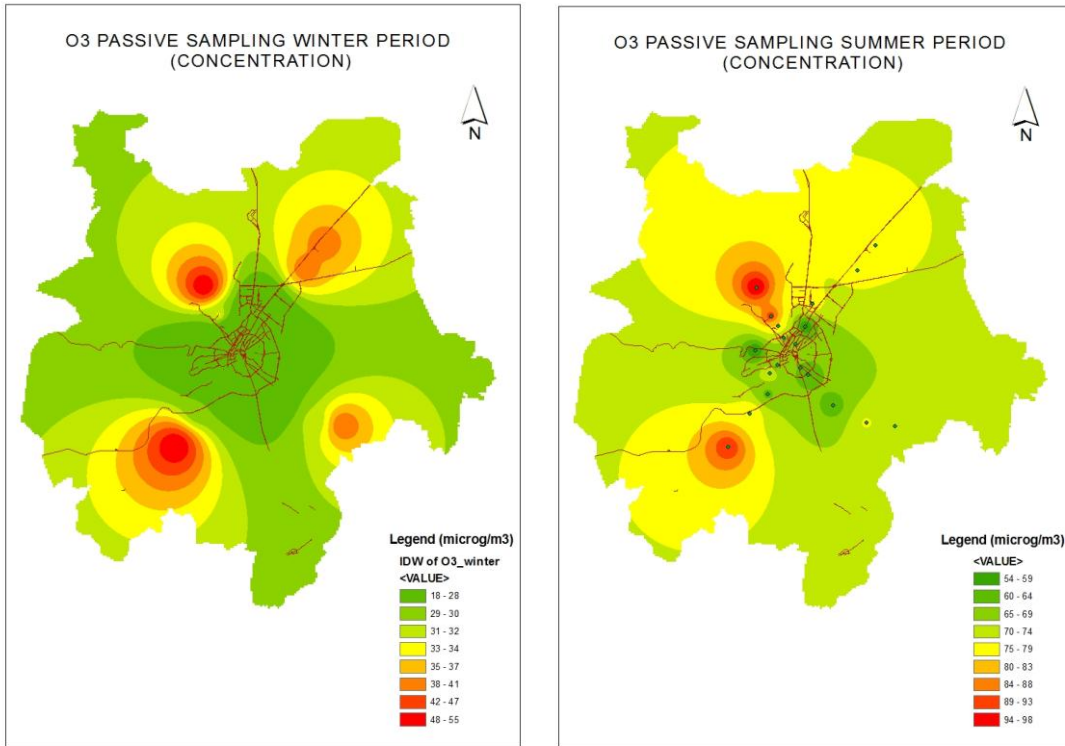 O3 PASSIVE SAMPLING WINTER PERIOD
(CONCENTRATION)
N
Legend (microg/m3)
IDW of O3_winter
<VALUE>
18 - 28
29 - 30
31 - 32
33 - 34
35 - 37
38 - 41
42 - 47
48 - 55
O3 PASSIVE SAMPLING SUMMER PERIOD
(CONCENTRATION)
N
Legend (microg/m3)
<VALUE>
54 - 59
60 - 64
65 - 69
70 - 74
75 - 79
80 - 83
84 - 88
89 - 93
94 - 98